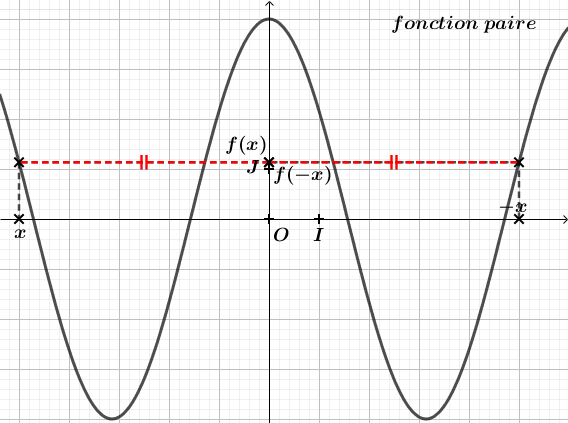 fonction paire
f(x)
J
f(−x)
−x
x
O
I